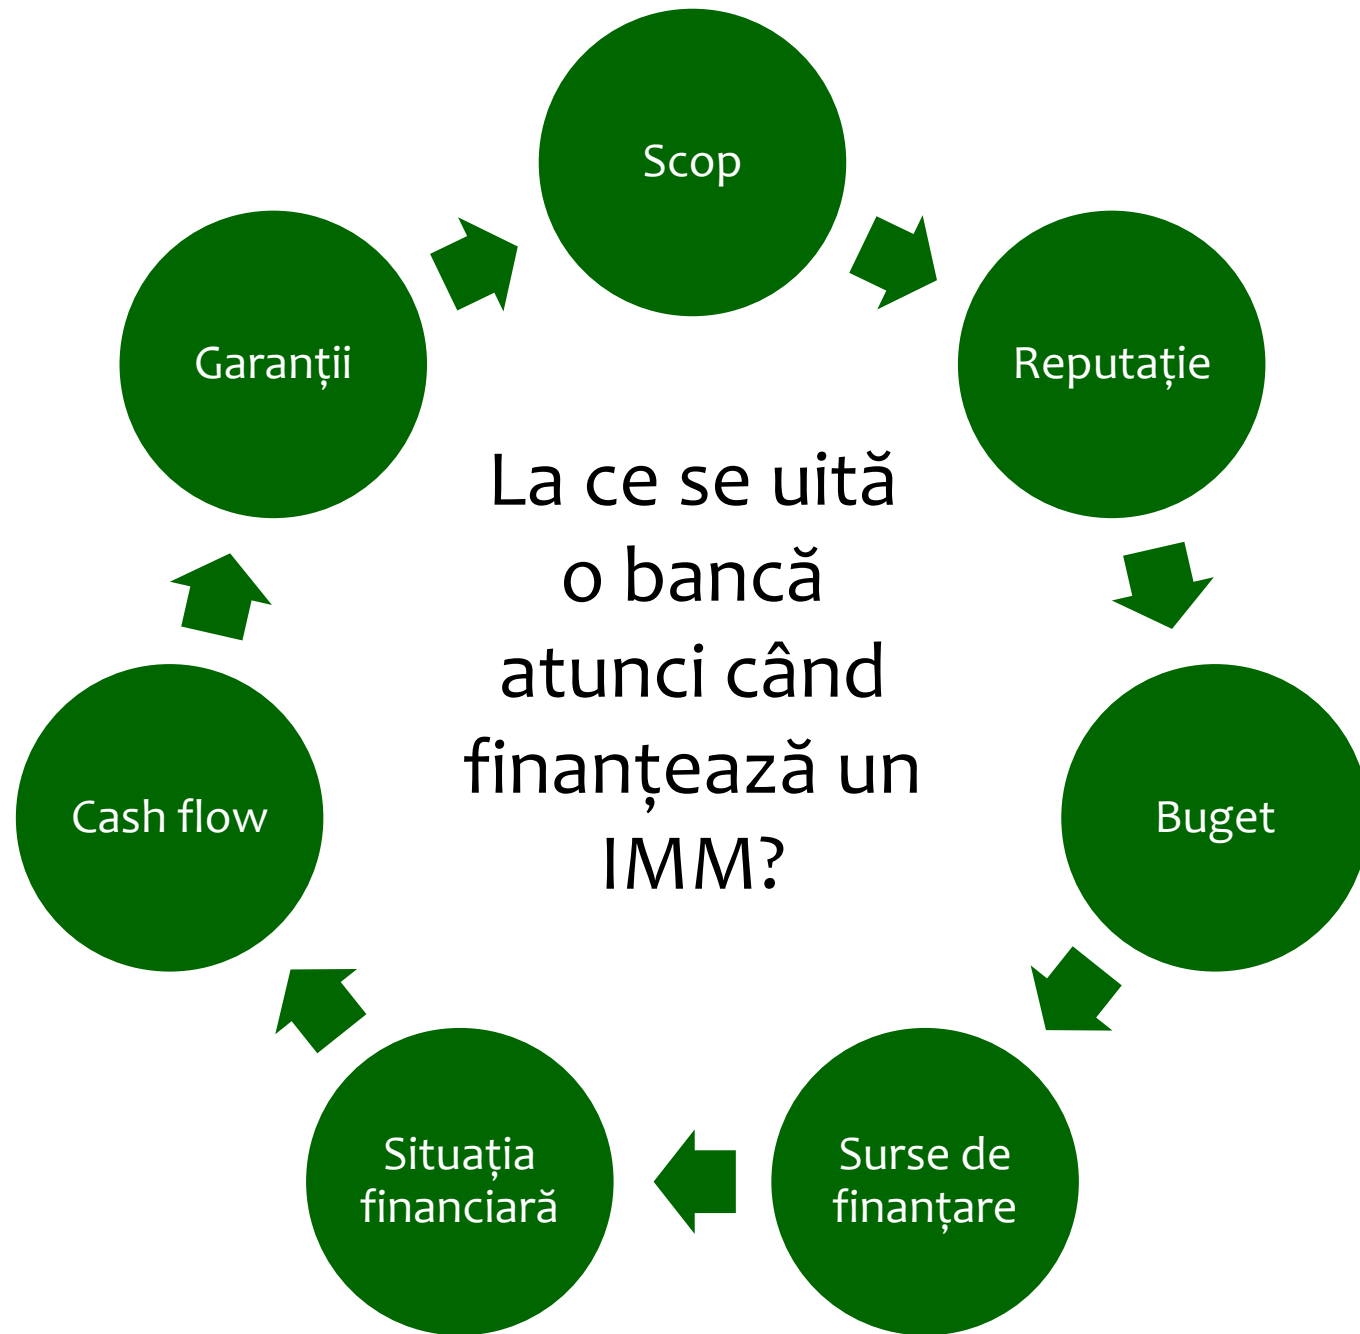 Scop
Reputație
Buget
Surse de
finanțare
Situația
financiară
Cash flow
Garanții
La ce se uită
o bancă
atunci când
finanțează un
IMM?